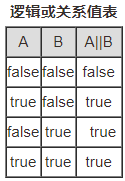 逻辑或关系值表
A B A||B
false false false
true false true
false true true
true true true